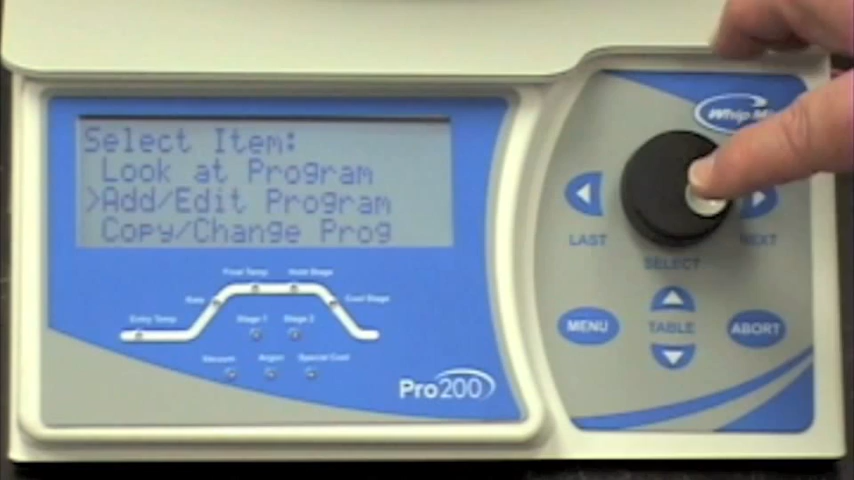 Select Item:
Look at Program
>Add/Edit Program
Copy/Change Prog
Final Temp
Hold Stage
Rate
Cool Stage
Entry Temp
Stage 1
Stage 2
Vacuum
Argon
Special Cool
Pro200
Whip
LAST
NEXT
SELECT
MENU
TABLE
ABORT